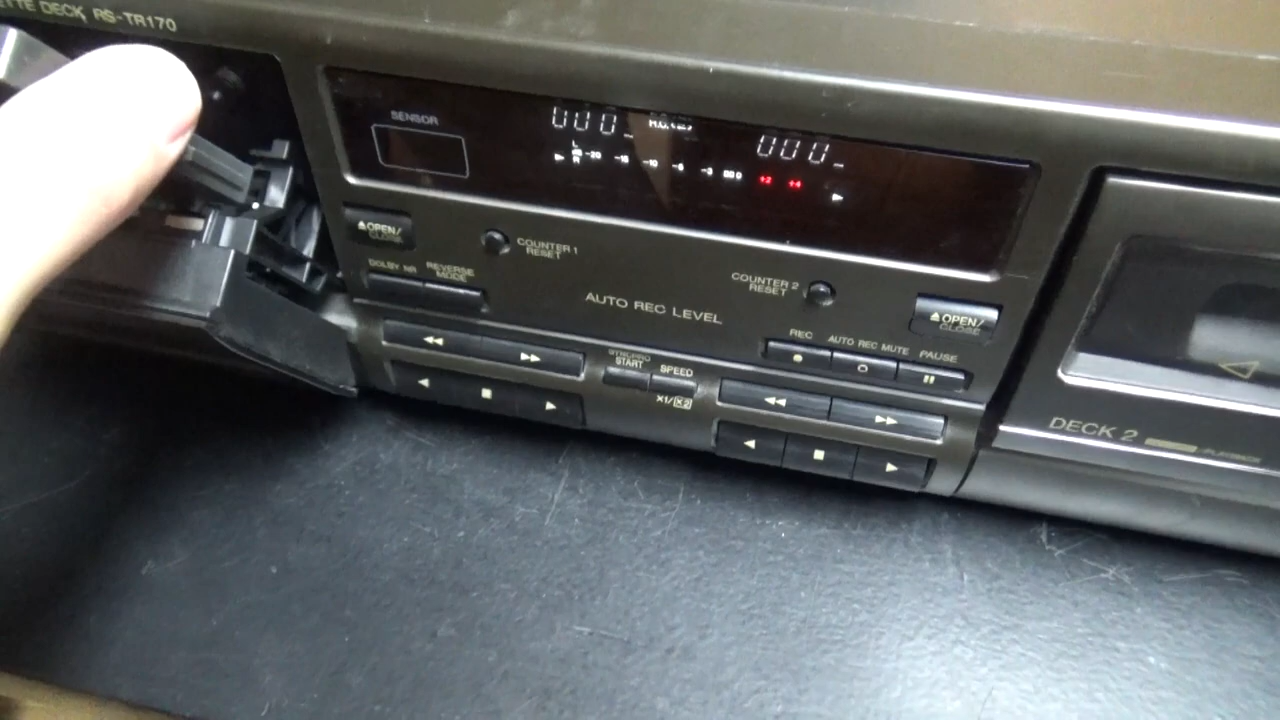 DECK RS-TR170
SENSOR
000
000
L
R
-20 -15 -10 -6 -3 0 +2 +4
OPEN/
CLOSE
COUNTER 1
RESET
DOLBY NR
REVERSE
MODE
COUNTER 2
RESET
AUTO REC LEVEL
OPEN/
CLOSE
REC
AUTO REC MUTE
PAUSE
SYNCHRO
START
SPEED
X1/X2
DECK 2